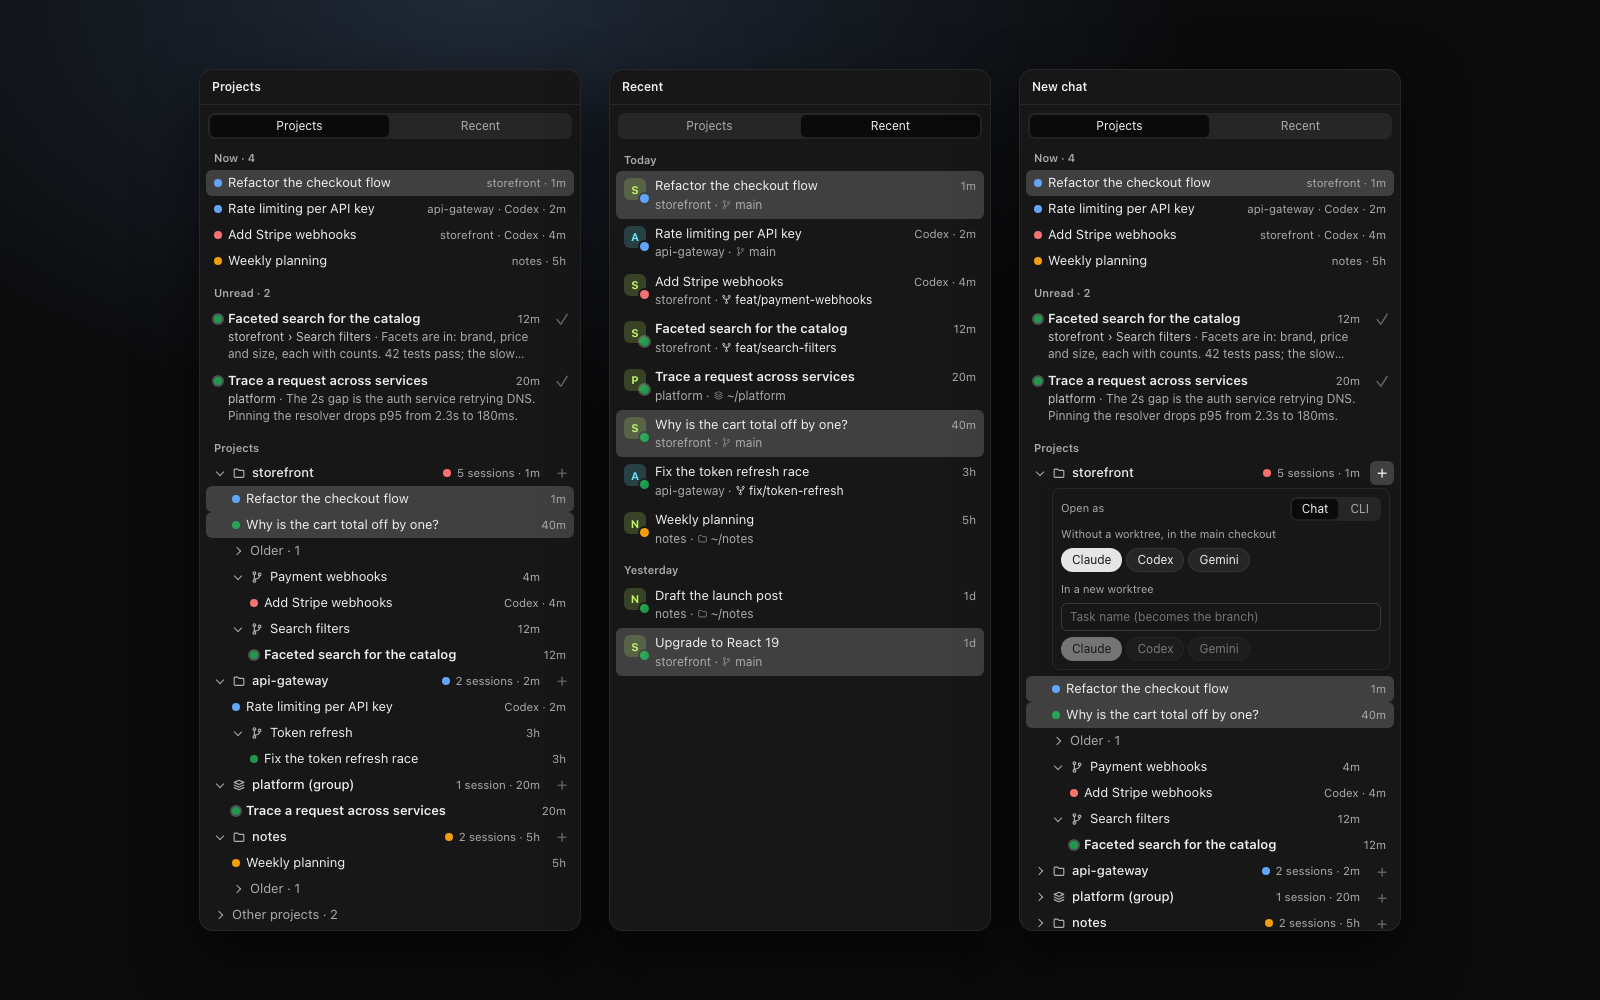 Projects
Projects
Recent
Now · 4
Refactor the checkout flow storefront · 1m
Rate limiting per API key api-gateway · Codex · 2m
Add Stripe webhooks storefront · Codex · 4m
Weekly planning notes · 5h
Unread · 2
Faceted search for the catalog 12m
storefront › Search filters · Facets are in: brand, price
and size, each with counts. 42 tests pass; the slow...
Trace a request across services 20m
platform · The 2s gap is the auth service retrying DNS.
Pinning the resolver drops p95 from 2.3s to 180ms.
Projects
storefront 5 sessions · 1m +
Refactor the checkout flow 1m
Why is the cart total off by one? 40m
Older · 1
Payment webhooks 4m
Add Stripe webhooks Codex · 4m
Search filters 12m
Faceted search for the catalog 12m
api-gateway 2 sessions · 2m +
Rate limiting per API key Codex · 2m
Token refresh 3h
Fix the token refresh race 3h
platform (group) 1 session · 20m +
Trace a request across services 20m
notes 2 sessions · 5h +
Weekly planning 5h
Older · 1
Other projects · 2
Recent
Projects
Recent
Today
S Refactor the checkout flow 1m
storefront · main
A Rate limiting per API key Codex · 2m
api-gateway · main
S Add Stripe webhooks Codex · 4m
storefront · feat/payment-webhooks
S Faceted search for the catalog 12m
storefront · feat/search-filters
P Trace a request across services 20m
platform · ~/platform
S Why is the cart total off by one? 40m
storefront · main
A Fix the token refresh race 3h
api-gateway · fix/token-refresh
N Weekly planning 5h
notes · ~/notes
Yesterday
N Draft the launch post 1d
notes · ~/notes
S Upgrade to React 19 1d
storefront · main
New chat
Projects
Recent
Now · 4
Refactor the checkout flow storefront · 1m
Rate limiting per API key api-gateway · Codex · 2m
Add Stripe webhooks storefront · Codex · 4m
Weekly planning notes · 5h
Unread · 2
Faceted search for the catalog 12m
storefront › Search filters · Facets are in: brand, price
and size, each with counts. 42 tests pass; the slow...
Trace a request across services 20m
platform · The 2s gap is the auth service retrying DNS.
Pinning the resolver drops p95 from 2.3s to 180ms.
Projects
storefront 5 sessions · 1m +
Open as Chat CLI
Without a worktree, in the main checkout
Claude Codex Gemini
In a new worktree
Task name (becomes the branch)
Claude Codex Gemini
Refactor the checkout flow 1m
Why is the cart total off by one? 40m
Older · 1
Payment webhooks 4m
Add Stripe webhooks Codex · 4m
Search filters 12m
Faceted search for the catalog 12m
api-gateway 2 sessions · 2m +
platform (group) 1 session · 20m +
notes 2 sessions · 5h +